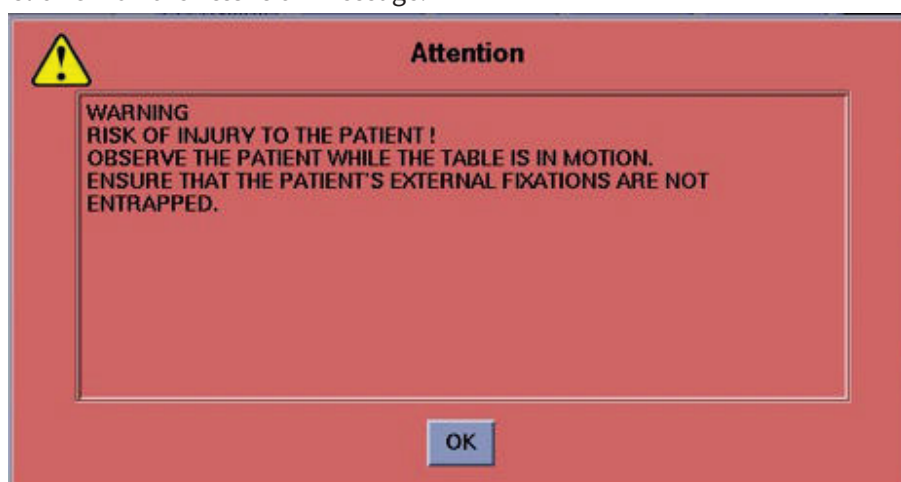 Attention
WARNING
RISK OF INJURY TO THE PATIENT !
OBSERVE THE PATIENT WHILE THE TABLE IS IN MOTION.
ENSURE THAT THE PATIENT'S EXTERNAL FIXATIONS ARE NOT
ENTRAPPED.
OK